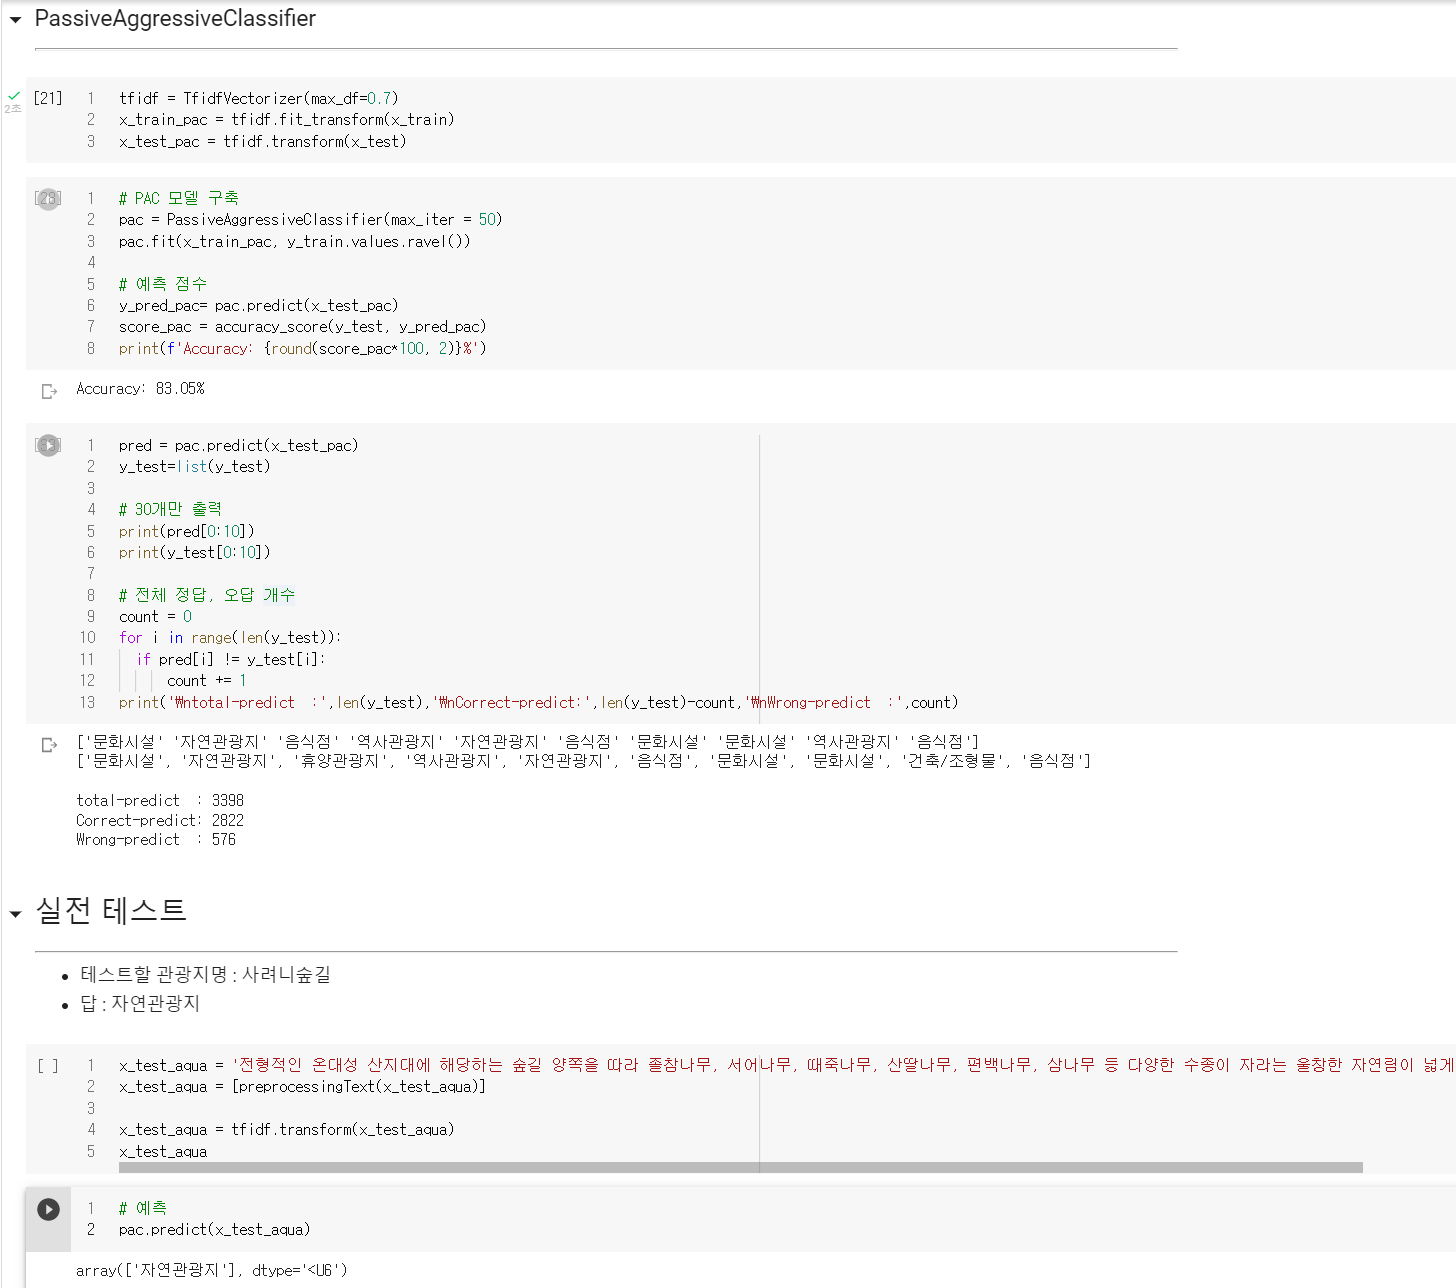 PassiveAggressiveClassifier
[21]
2초
1 tfidf = TfidfVectorizer(max_df=0.7)
2 x_train_pac = tfidf.fit_transform(x_train)
3 x_test_pac = tfidf.transform(x_test)
1 # PAC 모델 구축
2 pac = PassiveAggressiveClassifier(max_iter = 50)
3 pac.fit(x_train_pac, y_train.values.ravel())
4
5 # 예측 점수
6 y_pred_pac= pac.predict(x_test_pac)
7 score_pac = accuracy_score(y_test, y_pred_pac)
8 print(f'Accuracy: {round(score_pac*100, 2)}%')
Accuracy: 83.05%
1 pred = pac.predict(x_test_pac)
2 y_test=list(y_test)
3
4 # 30개만 출력
5 print(pred[0:10])
6 print(y_test[0:10])
7
8 # 전체 정답, 오답 개수
9 count = 0
10 for i in range(len(y_test)):
11 if pred[i] != y_test[i]:
12 count += 1
13 print('₩ntotal-predict  :',len(y_test),'₩nCorrect-predict:',len(y_test)-count,'₩nWrong-predict  :',count)
['문화시설' '자연관광지' '음식점' '역사관광지' '자연관광지' '음식점' '문화시설' '문화시설' '역사관광지' '음식점']
['문화시설', '자연관광지', '휴양관광지', '역사관광지', '자연관광지', '음식점', '문화시설', '문화시설', '건축/조형물', '음식점']
total-predict  : 3398
Correct-predict: 2822
Wrong-predict  : 576
실전 테스트
• 테스트할 관광지명 : 사려니숲길
• 답 : 자연관광지
[ ]
1 x_test_aqua = '전형적인 온대성 산지대에 해당하는 숲길 양쪽을 따라 졸참나무, 서어나무, 때죽나무, 산딸나무, 편백나무, 삼나무 등 다양한 수종이 자라는 울창한 자연림이 넓게
2 x_test_aqua = [preprocessingText(x_test_aqua)]
3
4 x_test_aqua = tfidf.transform(x_test_aqua)
5 x_test_aqua
1 # 예측
2 pac.predict(x_test_aqua)
array(['자연관광지'], dtype='<U6')